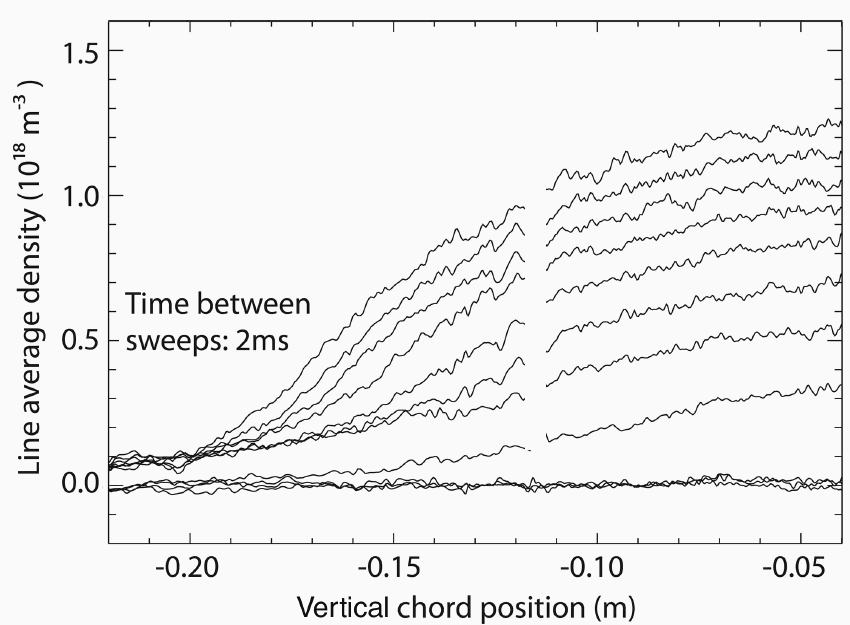 Line average density (10¹⁸ m⁻³)
1.5
1.0
Time between
sweeps: 2ms
0.5
0.0
-0.20 -0.15 -0.10 -0.05
Vertical chord position (m)